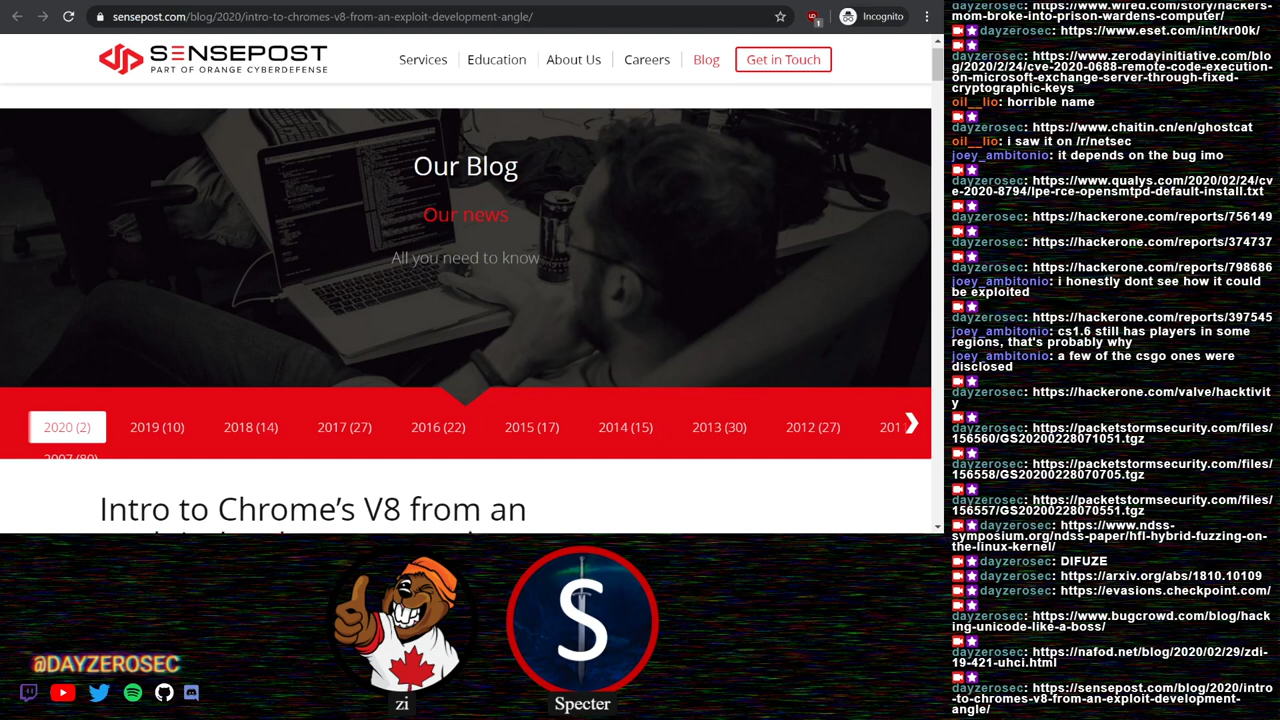 sensepost.com/blog/2020/intro-to-chromes-v8-from-an-exploit-development-angle/
1
Incognito
SENSEPOST
PART OF ORANGE CYBERDEFENSE
Services
Education
About Us
Careers
Blog
Get in Touch
Our Blog
Our news
All you need to know
2020 (2)
2019 (10)
2018 (14)
2017 (27)
2016 (22)
2015 (17)
2014 (15)
2013 (30)
2012 (27)
2011
2007 (80)
Intro to Chrome's V8 from an
@DAYZEROSEC
zi
S
Specter
dayzerosec: https://www.wired.com/story/hackers-
mom-broke-into-prison-wardens-computer/
dayzerosec: https://www.eset.com/int/kr00k/
dayzerosec: https://www.zerodayinitiative.com/blo
g/2020/2/24/cve-2020-0688-remote-code-execution-
on-microsoft-exchange-server-through-fixed-
cryptographic-keys
oil__lio: horrible name
dayzerosec: https://www.chaitin.cn/en/ghostcat
oil__lio: i saw it on /r/netsec
joey_ambitonio: it depends on the bug imo
dayzerosec: https://www.qualys.com/2020/02/24/cv
e-2020-8794/lpe-rce-opensmtpd-default-install.txt
dayzerosec: https://hackerone.com/reports/756149
dayzerosec: https://hackerone.com/reports/374737
dayzerosec: https://hackerone.com/reports/798686
joey_ambitonio: i honestly dont see how it could
be exploited
dayzerosec: https://hackerone.com/reports/397545
joey_ambitonio: cs1.6 still has players in some
regions, that's probably why
joey_ambitonio: a few of the csgo ones were
disclosed
dayzerosec: https://hackerone.com/valve/hacktivit
y
dayzerosec: https://packetstormsecurity.com/files/
156560/GS20200228071051.tgz
dayzerosec: https://packetstormsecurity.com/files/
156558/GS20200228070705.tgz
dayzerosec: https://packetstormsecurity.com/files/
156557/GS20200228070551.tgz
dayzerosec: https://www.ndss-
symposium.org/ndss-paper/hfl-hybrid-fuzzing-on-
the-linux-kernel/
dayzerosec: DIFUZE
dayzerosec: https://arxiv.org/abs/1810.10109
dayzerosec: https://evasions.checkpoint.com/
dayzerosec: https://www.bugcrowd.com/blog/hack
ing-unicode-like-a-boss/
dayzerosec: https://nafod.net/blog/2020/02/29/zdi-
19-421-uhci.html
dayzerosec: https://sensepost.com/blog/2020/intro
-to-chromes-v8-from-an-exploit-development-
angle/